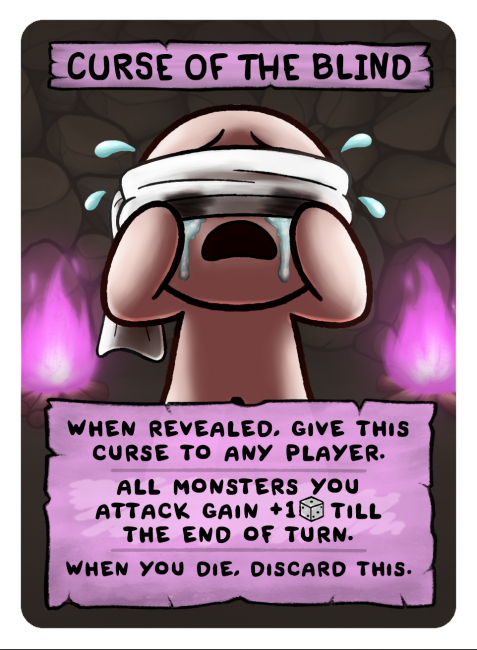 CURSE OF THE BLIND
WHEN REVEALED, GIVE THIS
CURSE TO ANY PLAYER.
ALL MONSTERS YOU
ATTACK GAIN +1 TILL
THE END OF TURN.
WHEN YOU DIE, DISCARD THIS.